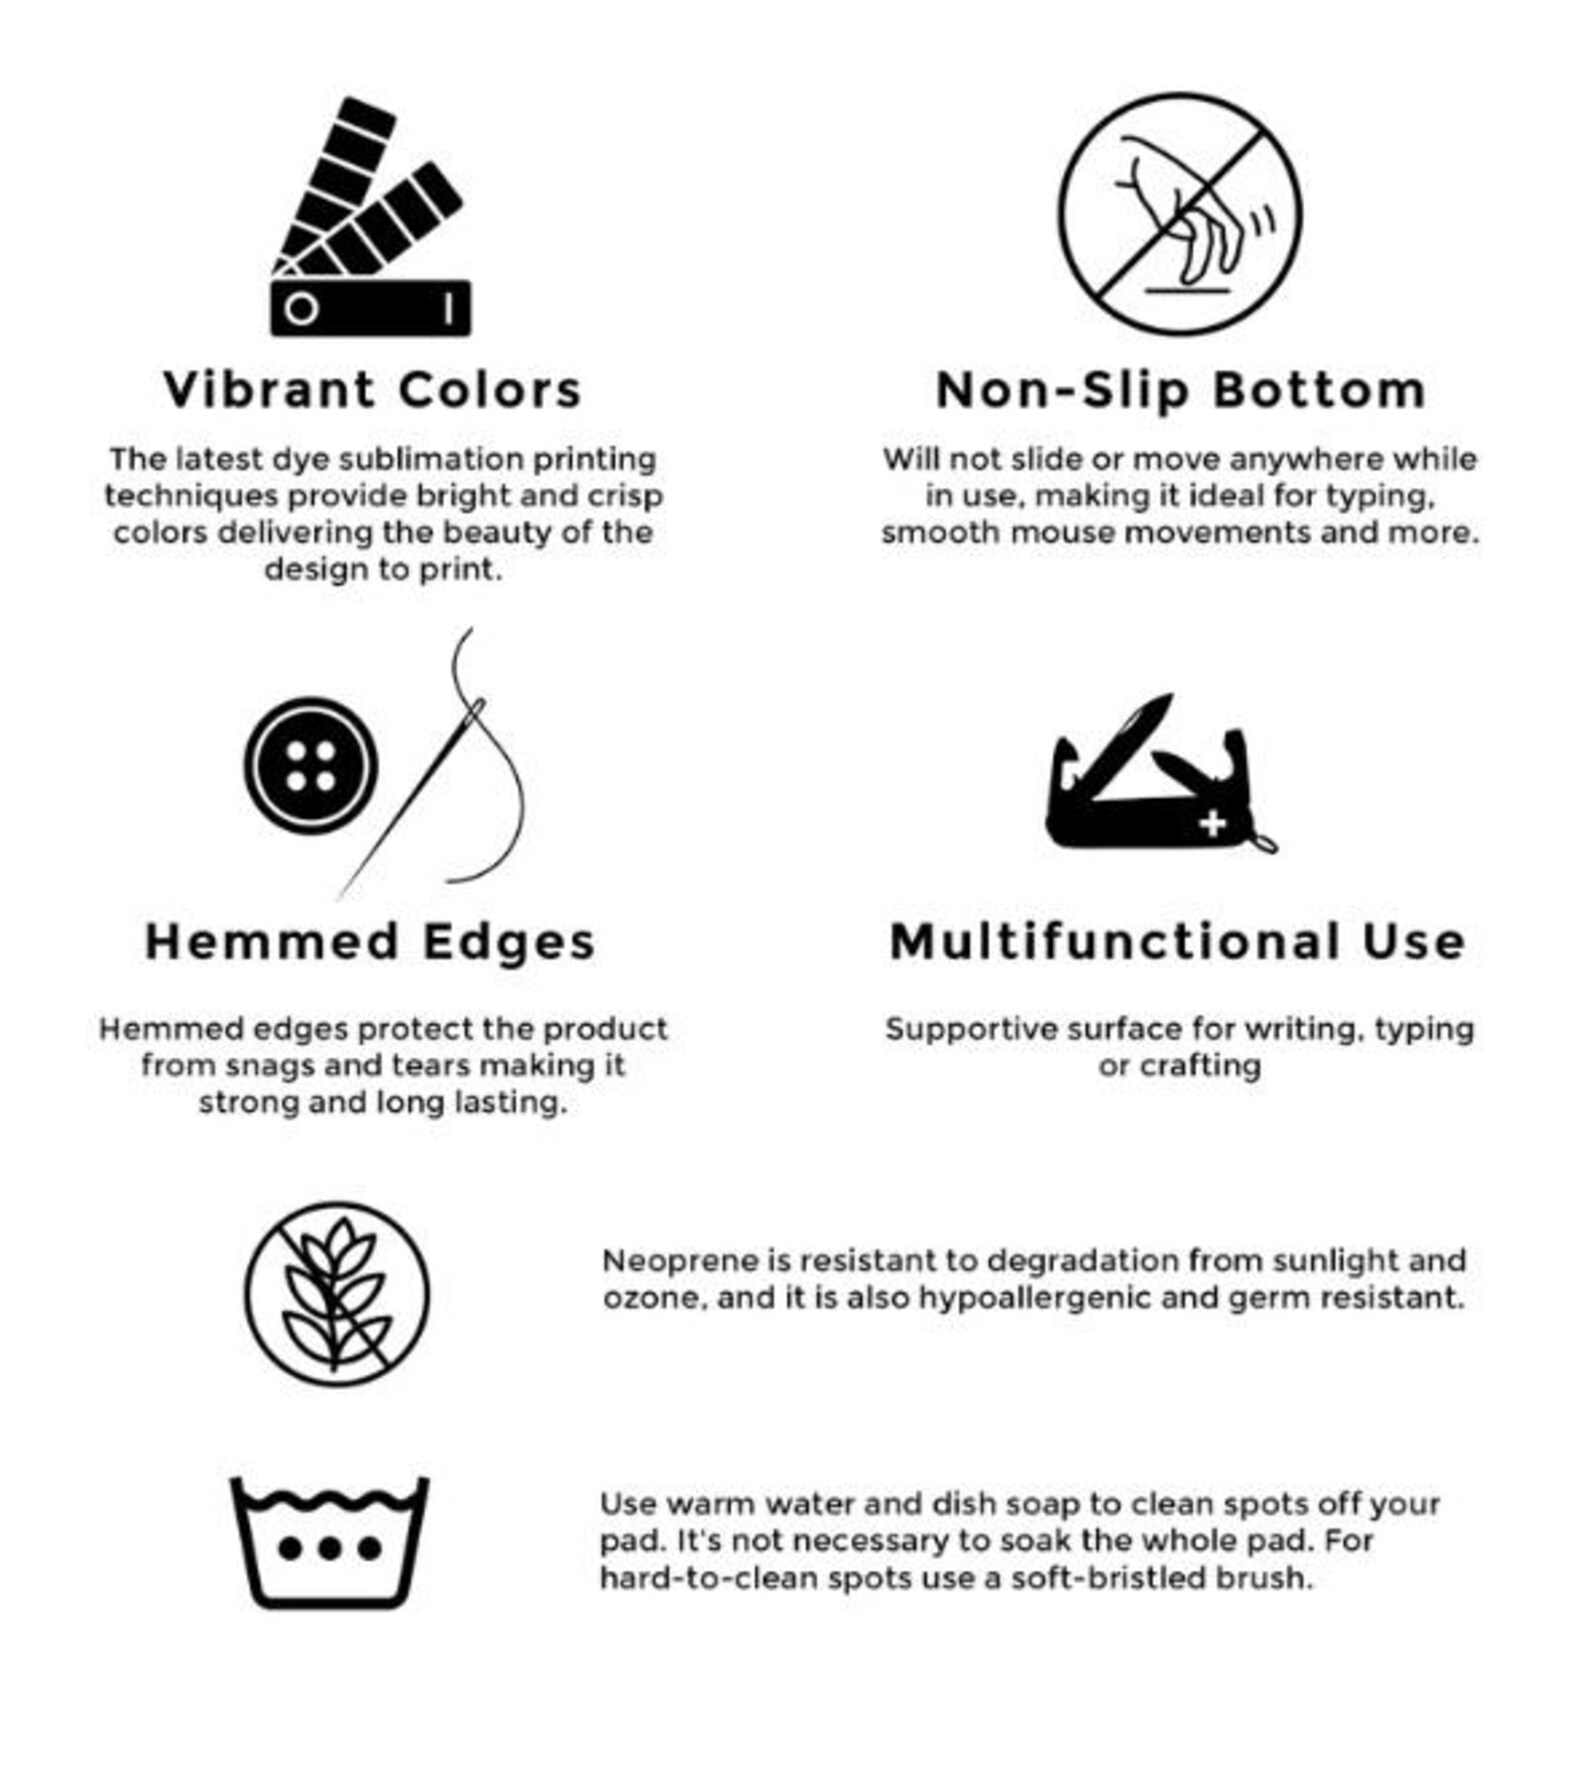 Vibrant Colors
The latest dye sublimation printing
techniques provide bright and crisp
colors delivering the beauty of the
design to print.
Non-Slip Bottom
Will not slide or move anywhere while
in use, making it ideal for typing,
smooth mouse movements and more.
Hemmed Edges
Hemmed edges protect the product
from snags and tears making it
strong and long lasting.
Multifunctional Use
Supportive surface for writing, typing
or crafting
Neoprene is resistant to degradation from sunlight and
ozone, and it is also hypoallergenic and germ resistant.
Use warm water and dish soap to clean spots off your
pad. It's not necessary to soak the whole pad. For
hard-to-clean spots use a soft-bristled brush.